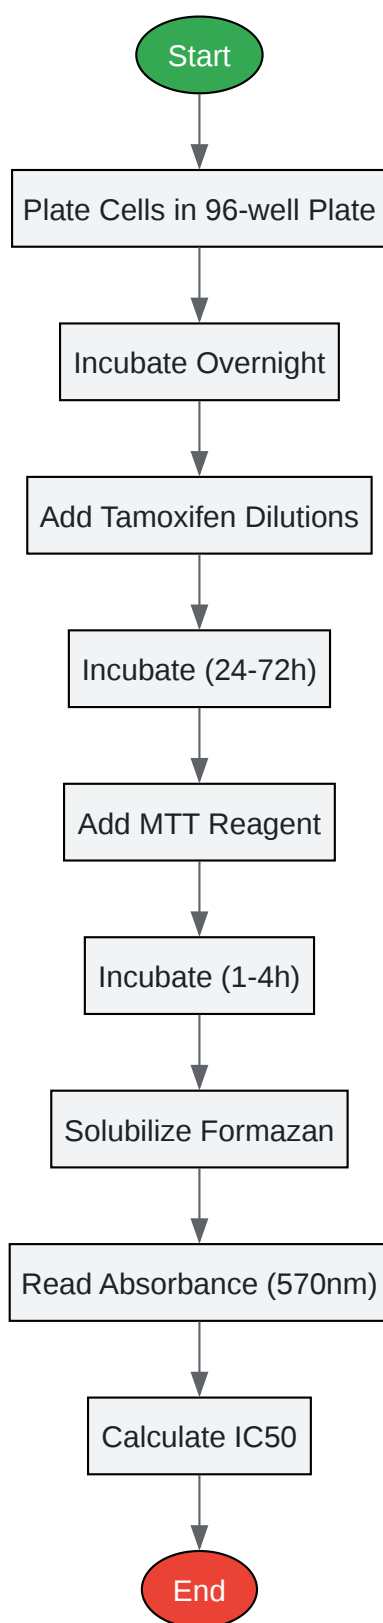 Start
Plate Cells in 96-well Plate
Incubate Overnight
Add Tamoxifen Dilutions
Incubate (24-72h)
Add MTT Reagent
Incubate (1-4h)
Solubilize Formazan
Read Absorbance (570nm)
Calculate IC50
End